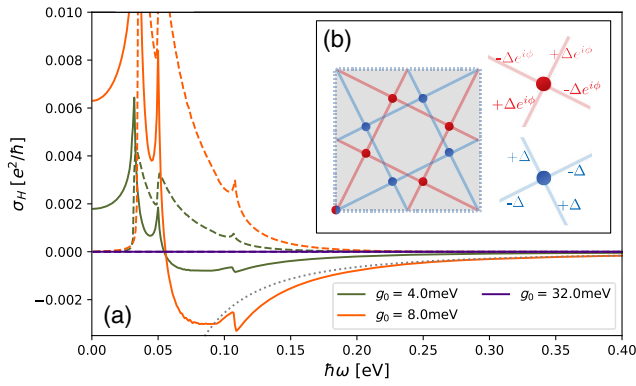 0.010
0.008
0.006
0.004
0.002
0.000
−0.002
σ_H [e²/ℏ]
0.00
0.05
0.10
0.15
0.20
0.25
0.30
0.35
0.40
ℏω [eV]
(a)
g₀ = 4.0meV
g₀ = 8.0meV
g₀ = 32.0meV
(b)
-Δe^{iϕ}
+Δe^{iϕ}
+Δe^{iϕ}
-Δe^{iϕ}
+Δ
-Δ
-Δ
+Δ